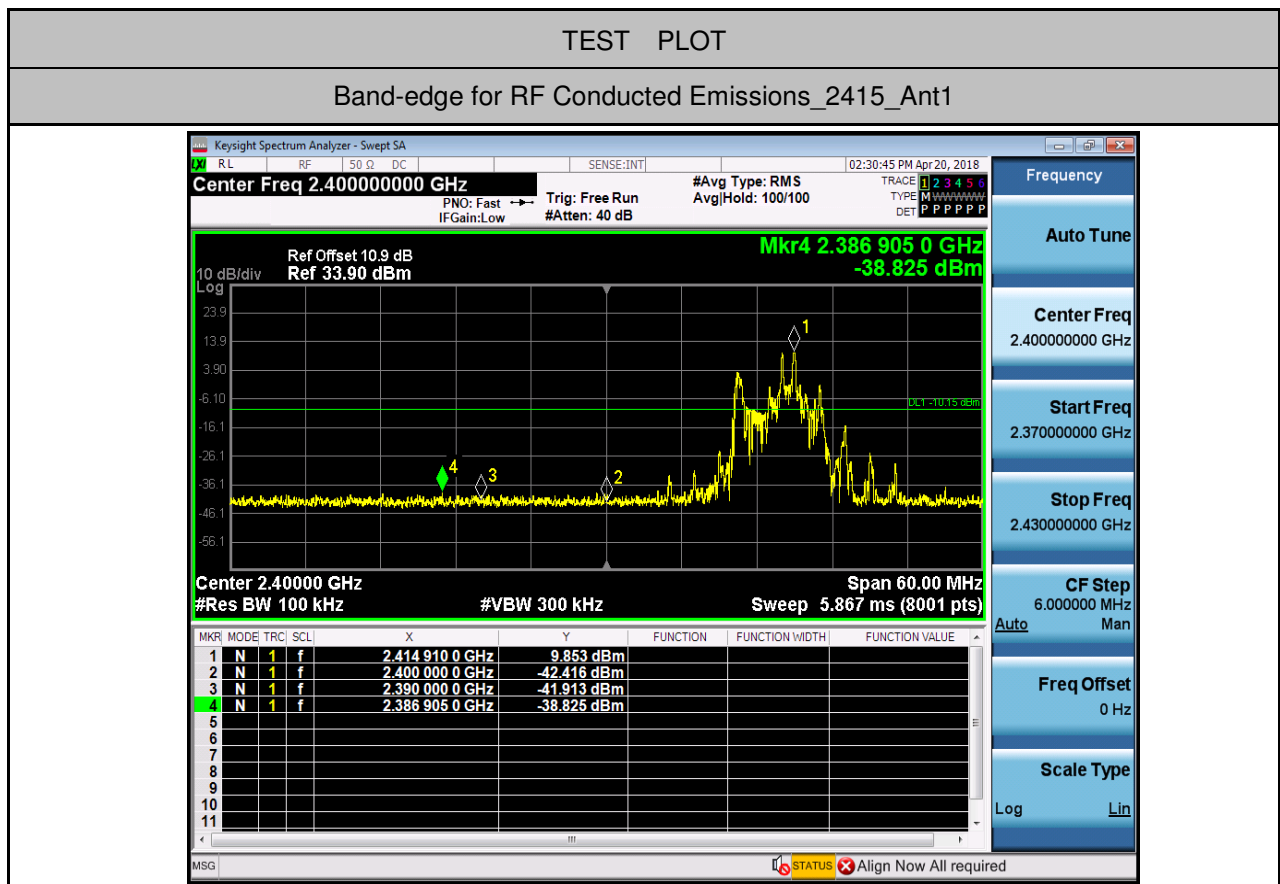 TEST PLOT
Band-edge for RF Conducted Emissions_2415_Ant1
Keysight Spectrum Analyzer - Swept SA
LXI RL RF 50 Ω DC SENSE:INT 02:30:45 PM Apr 20, 2018
Center Freq 2.400000000 GHz
PNO: Fast
IFGain:Low
Trig: Free Run
#Atten: 40 dB
#Avg Type: RMS
Avg|Hold: 100/100
TRACE 1 2 3 4 5 6
TYPE M WWWWW
DET P P P P P P
Mkr4 2.386 905 0 GHz
-38.825 dBm
Ref Offset 10.9 dB
10 dB/div Ref 33.90 dBm
Log
23.9
13.9
3.90
-6.10
-16.1
-26.1
-36.1
-46.1
-56.1
1
2
3
4
DL1 -10.15 dBm
Center 2.40000 GHz Span 60.00 MHz
#Res BW 100 kHz #VBW 300 kHz Sweep 5.867 ms (8001 pts)
MKR MODE TRC SCL X Y FUNCTION FUNCTION WIDTH FUNCTION VALUE
1 N 1 f 2.414 910 0 GHz 9.853 dBm
2 N 1 f 2.400 000 0 GHz -42.416 dBm
3 N 1 f 2.390 000 0 GHz -41.913 dBm
4 N 1 f 2.386 905 0 GHz -38.825 dBm
5
6
7
8
9
10
11
MSG STATUS Align Now All required
Frequency
Auto Tune
Center Freq
2.400000000 GHz
Start Freq
2.370000000 GHz
Stop Freq
2.430000000 GHz
CF Step
6.000000 MHz
Auto Man
Freq Offset
0 Hz
Scale Type
Log Lin